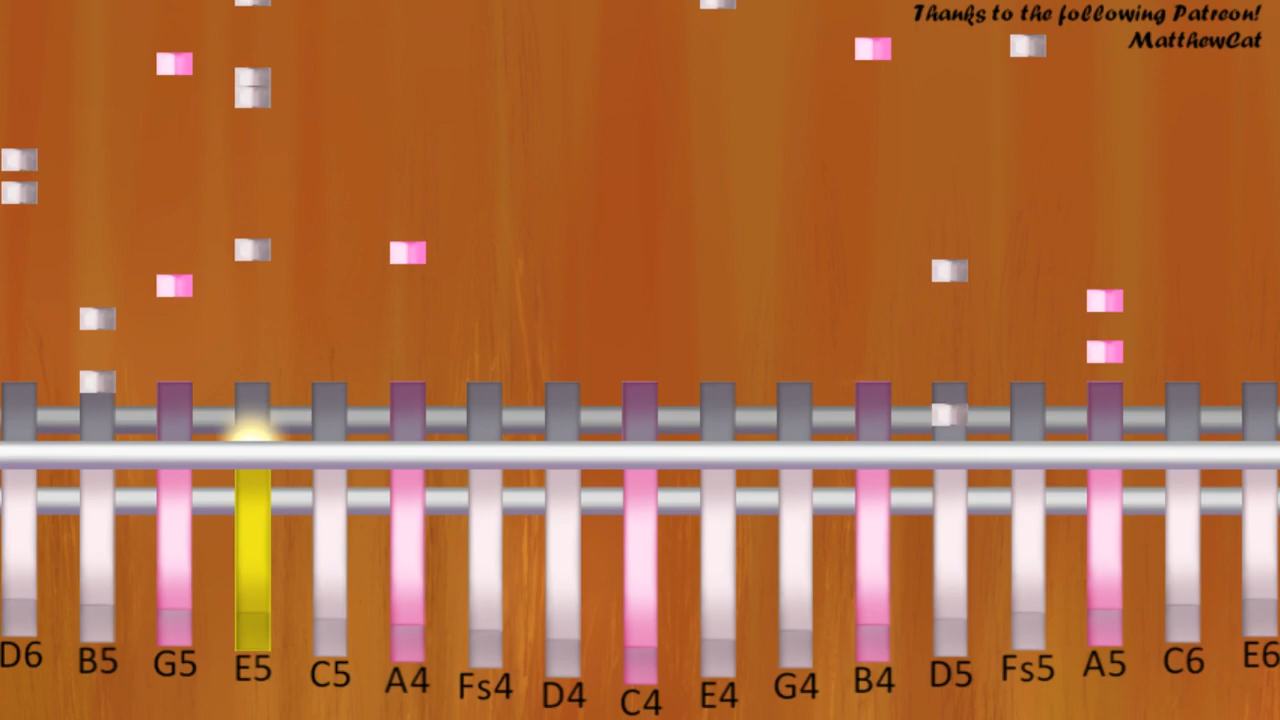 Thanks to the following Patreon!
MatthewCat
D6 B5 G5 E5 C5 A4 Fs4 D4 C4 E4 G4 B4 D5 Fs5 A5 C6 E6